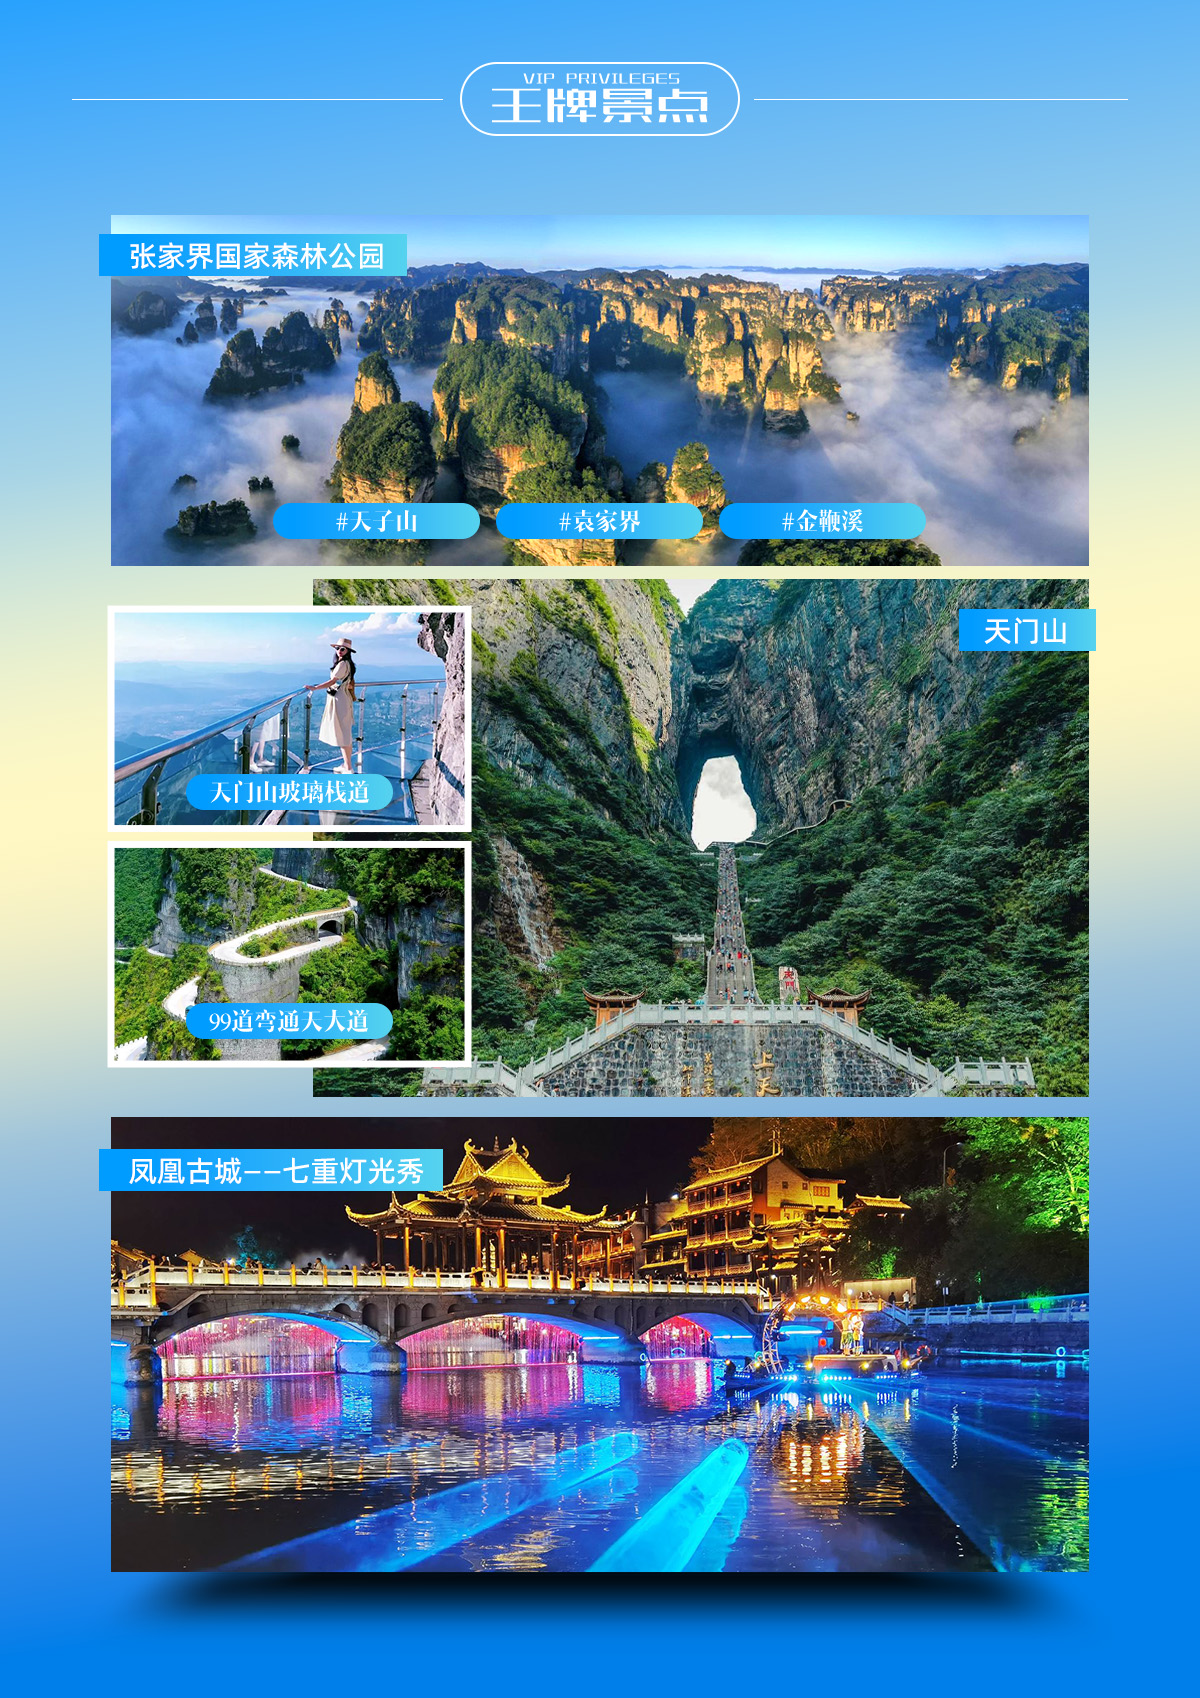 VIP PRIVILEGES
王牌景点
张家界国家森林公园
#天子山
#袁家界
#金鞭溪
天门山
天门山玻璃栈道
99道弯通天大道
上天
凤凰古城——七重灯光秀